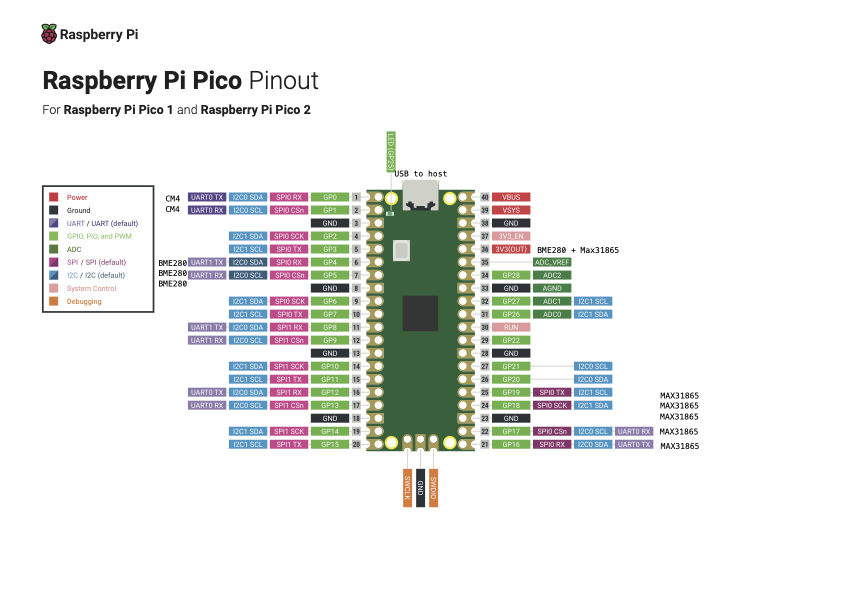 Raspberry Pi
Raspberry Pi Pico Pinout
For Raspberry Pi Pico 1 and Raspberry Pi Pico 2
LED (GP25)
USB to host
Power
Ground
UART / UART (default)
GPIO, PIO, and PWM
ADC
SPI / SPI (default)
I2C / I2C (default)
System Control
Debugging
CM4 UART0 TX I2C0 SDA SPI0 RX GP0 1 40 VBUS
CM4 UART0 RX I2C0 SCL SPI0 CSn GP1 2 39 VSYS
GND 3 38 GND
I2C1 SDA SPI0 SCK GP2 4 37 3V3_EN
I2C1 SCL SPI0 TX GP3 5 36 3V3(OUT) BME280 + Max31865
BME280 UART1 TX I2C0 SDA SPI0 RX GP4 6 35 ADC_VREF
BME280 UART1 RX I2C0 SCL SPI0 CSn GP5 7 34 GP28 ADC2
BME280 GND 8 33 GND AGND
I2C1 SDA SPI0 SCK GP6 9 32 GP27 ADC1 I2C1 SCL
I2C1 SCL SPI0 TX GP7 10 31 GP26 ADC0 I2C1 SDA
UART1 TX I2C0 SDA SPI1 RX GP8 11 30 RUN
UART1 RX I2C0 SCL SPI1 CSn GP9 12 29 GP22
GND 13 28 GND
I2C1 SDA SPI1 SCK GP10 14 27 GP21 I2C0 SCL
I2C1 SCL SPI1 TX GP11 15 26 GP20 I2C0 SDA
UART0 TX I2C0 SDA SPI1 RX GP12 16 25 GP19 SPI0 TX I2C1 SCL MAX31865
UART0 RX I2C0 SCL SPI1 CSn GP13 17 24 GP18 SPI0 SCK I2C1 SDA MAX31865
GND 18 23 GND MAX31865
I2C1 SDA SPI1 SCK GP14 19 22 GP17 SPI0 CSn I2C0 SCL UART0 RX MAX31865
I2C1 SCL SPI1 TX GP15 20 21 GP16 SPI0 RX I2C0 SDA UART0 TX MAX31865
SWCLK
GND
SWDIO